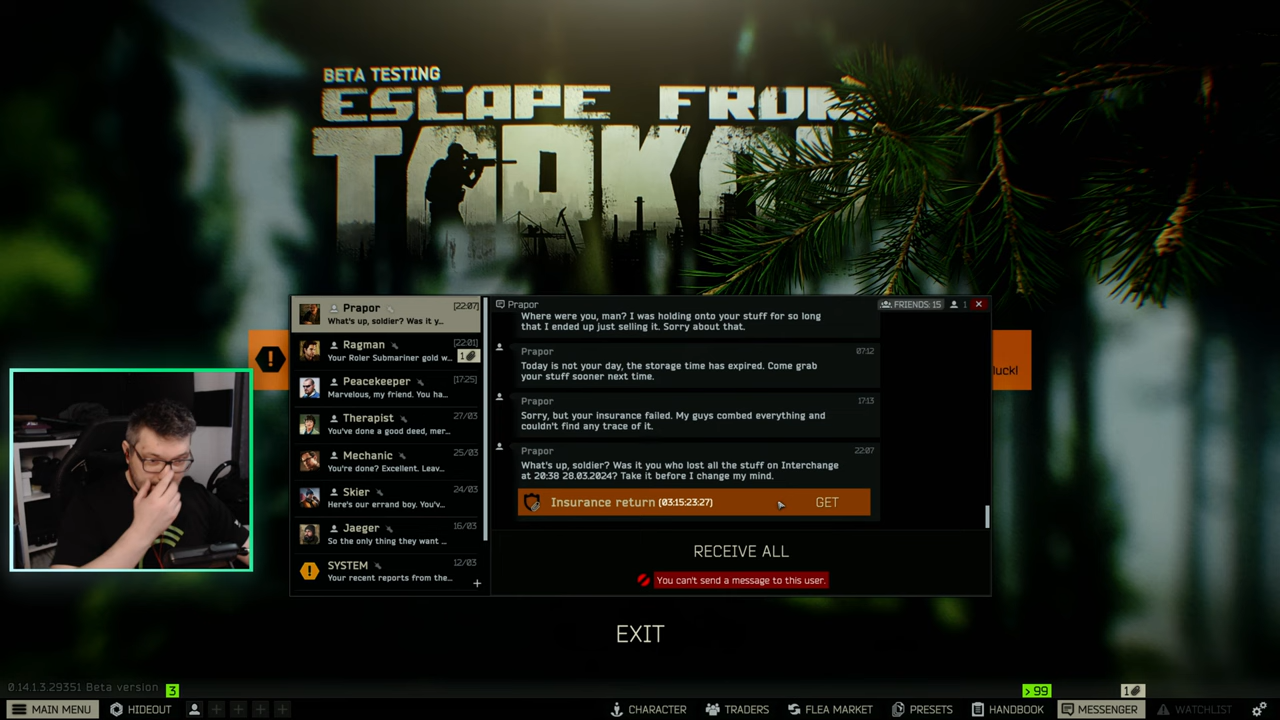 BETA TESTING
ESCAPE FROM
TARKOV
Prapor
[22:07]
What's up, soldier? Was it y...
Ragman
[22:01]
Your Roler Submariner gold w...
1
Peacekeeper
[17:25]
Marvelous, my friend. You ha...
Therapist
27/03
You've done a good deed, mer...
Mechanic
25/03
You're done? Excellent. Leav...
Skier
24/03
Here's our errand boy. You'v...
Jaeger
16/03
So the only thing they want ...
SYSTEM
12/03
Your recent reports from the...
+
Prapor
FRIENDS: 15
1
Where were you, man? I was holding onto your stuff for so long
that I ended up just selling it. Sorry about that.
Prapor
07:12
Today is not your day, the storage time has expired. Come grab
your stuff sooner next time.
Prapor
17:13
Sorry, but your insurance failed. My guys combed everything and
couldn't find any trace of it.
Prapor
22:07
What's up, soldier? Was it you who lost all the stuff on Interchange
at 20:38 28.03.2024? Take it before I change my mind.
Insurance return (03:15:23:27)
GET
RECEIVE ALL
You can't send a message to this user.
luck!
EXIT
0.14.1.3.29351 Beta version
3
> 99
1
MAIN MENU
HIDEOUT
CHARACTER
TRADERS
FLEA MARKET
PRESETS
HANDBOOK
MESSENGER
WATCHLIST